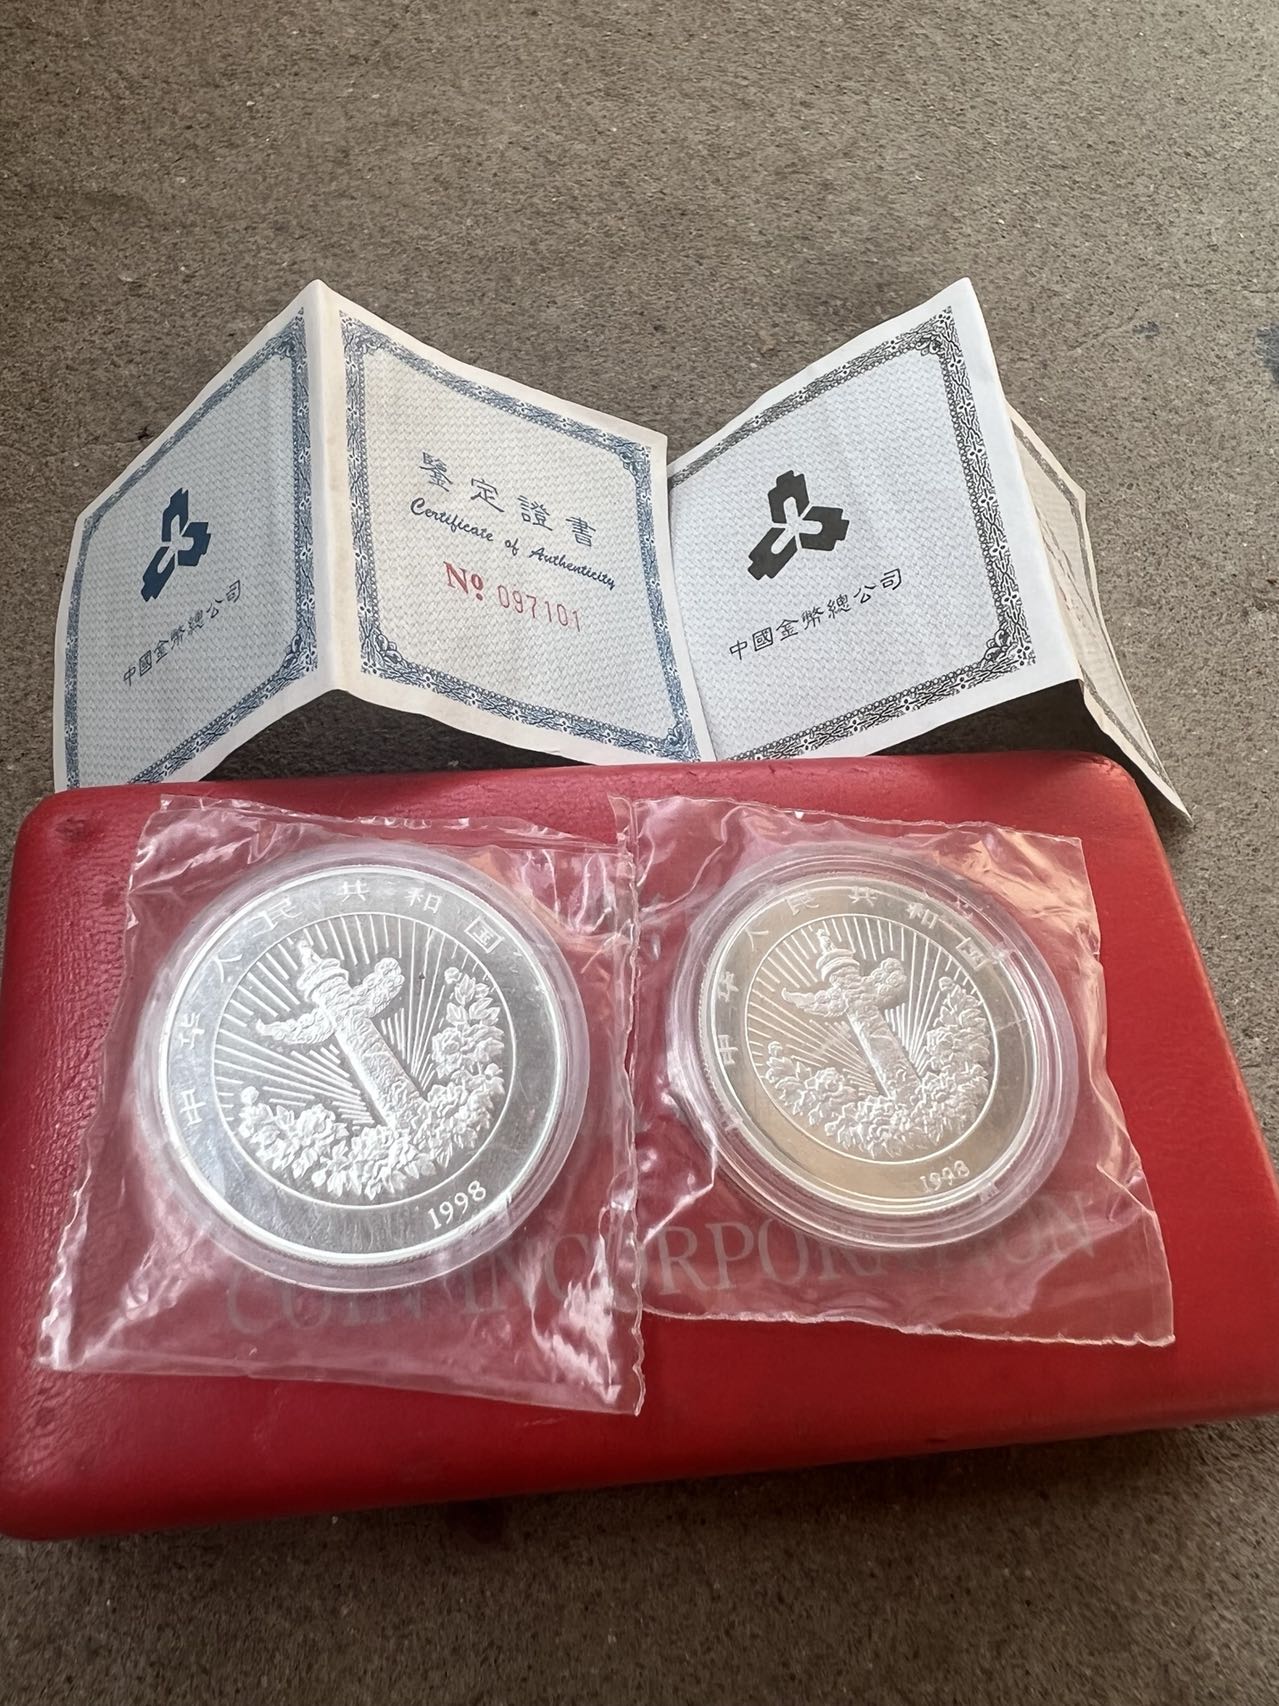 鑒定證書
Certificate of Authenticity
№ 097101
中國金幣總公司
中國金幣總公司
中华人民共和国
1998
中华人民共和国
1998
COIN INCORPORATION